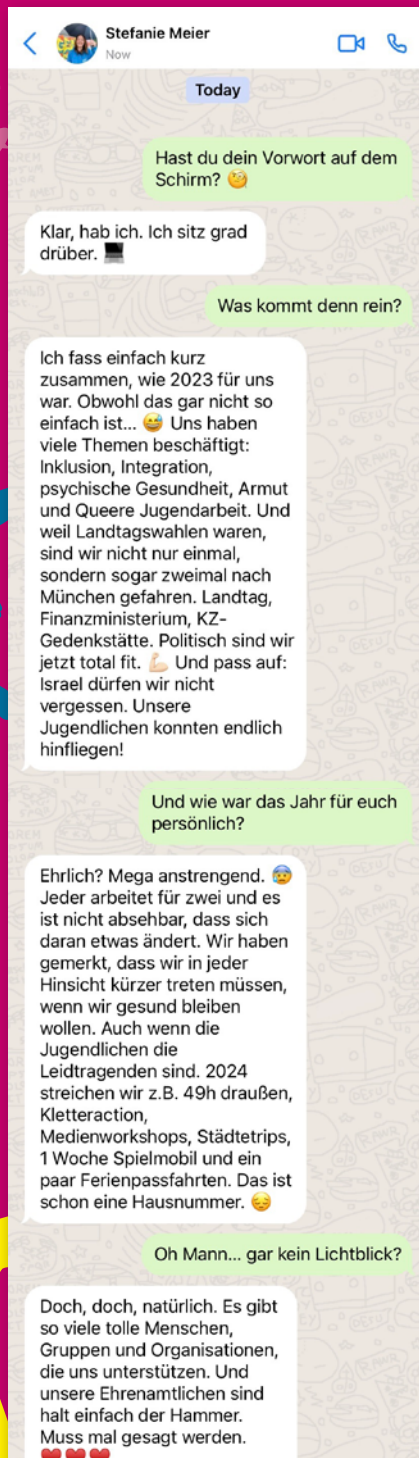 Stefanie Meier
Now
Today
Hast du dein Vorwort auf dem
Schirm? 🧐
Klar, hab ich. Ich sitz grad
drüber. 💻
Was kommt denn rein?
Ich fass einfach kurz
zusammen, wie 2023 für uns
war. Obwohl das gar nicht so
einfach ist... 😅 Uns haben
viele Themen beschäftigt:
Inklusion, Integration,
psychische Gesundheit, Armut
und Queere Jugendarbeit. Und
weil Landtagswahlen waren,
sind wir nicht nur einmal,
sondern sogar zweimal nach
München gefahren. Landtag,
Finanzministerium, KZ-
Gedenkstätte. Politisch sind wir
jetzt total fit. 💪🏻 Und pass auf:
Israel dürfen wir nicht
vergessen. Unsere
Jugendlichen konnten endlich
hinfliegen!
Und wie war das Jahr für euch
persönlich?
Ehrlich? Mega anstrengend. 😰
Jeder arbeitet für zwei und es
ist nicht absehbar, dass sich
daran etwas ändert. Wir haben
gemerkt, dass wir in jeder
Hinsicht kürzer treten müssen,
wenn wir gesund bleiben
wollen. Auch wenn die
Jugendlichen die
Leidtragenden sind. 2024
streichen wir z.B. 49h draußen,
Kletteraction,
Medienworkshops, Städtetrips,
1 Woche Spielmobil und ein
paar Ferienpassfahrten. Das ist
schon eine Hausnummer. 😔
Oh Mann... gar kein Lichtblick?
Doch, doch, natürlich. Es gibt
so viele tolle Menschen,
Gruppen und Organisationen,
die uns unterstützen. Und
unsere Ehrenamtlichen sind
halt einfach der Hammer.
Muss mal gesagt werden.
❤️❤️❤️